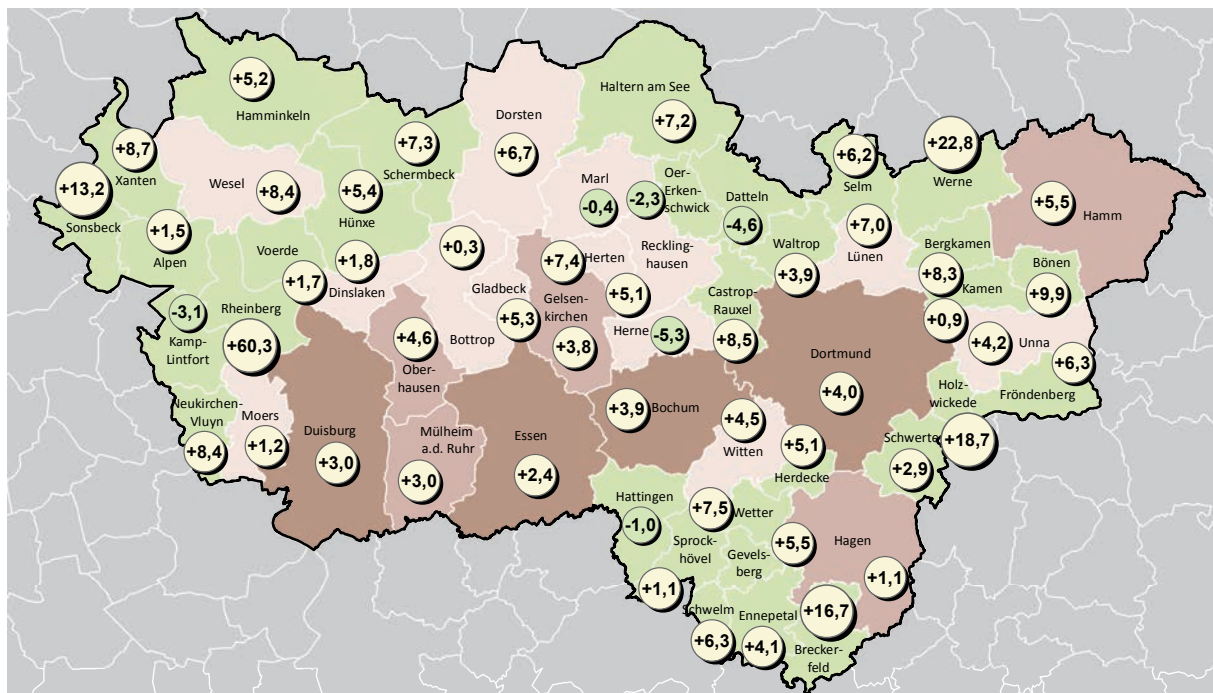 +5,2
Hamminkeln
Haltern am See
Dorsten
+7,2
+8,7
Xanten
+7,3
Schermbeck
+6,7
+6,2
Selm
+22,8
Werne
+13,2
Sonsbeck
Wesel
+8,4
+5,4
Hünxe
Marl
-0,4
-2,3
Oer-
Erken-
schwick
Datteln
-4,6
+5,5
Hamm
+1,5
Alpen
Voerde
+1,7
+1,8
Dinslaken
+0,3
Gladbeck
+7,4
Herten
Reckling-
hausen
Waltrop
+3,9
+7,0
Lünen
Bergkamen
+8,3
Kamen
Bönen
+9,9
-3,1
Kamp-
Lintfort
Rheinberg
+60,3
+4,6
Ober-
hausen
Bottrop
+5,3
Gelsen-
kirchen
+3,8
+5,1
Herne
-5,3
Castrop-
Rauxel
+8,5
+0,9
+4,2
Unna
+6,3
Fröndenberg
Dortmund
+4,0
Neukirchen-
Vluyn
+8,4
Moers
+1,2
Duisburg
+3,0
Mülheim
a.d. Ruhr
+3,0
Essen
+2,4
+3,9
Bochum
+4,5
Witten
+5,1
Herdecke
Holz-
wickede
+18,7
Schwerte
+2,9
Hattingen
-1,0
+7,5
Wetter
Sprock-
hövel
Gevels-
berg
+5,5
Hagen
+1,1
+1,1
Schwelm
+6,3
Ennepetal
+4,1
+16,7
Brecker-
feld